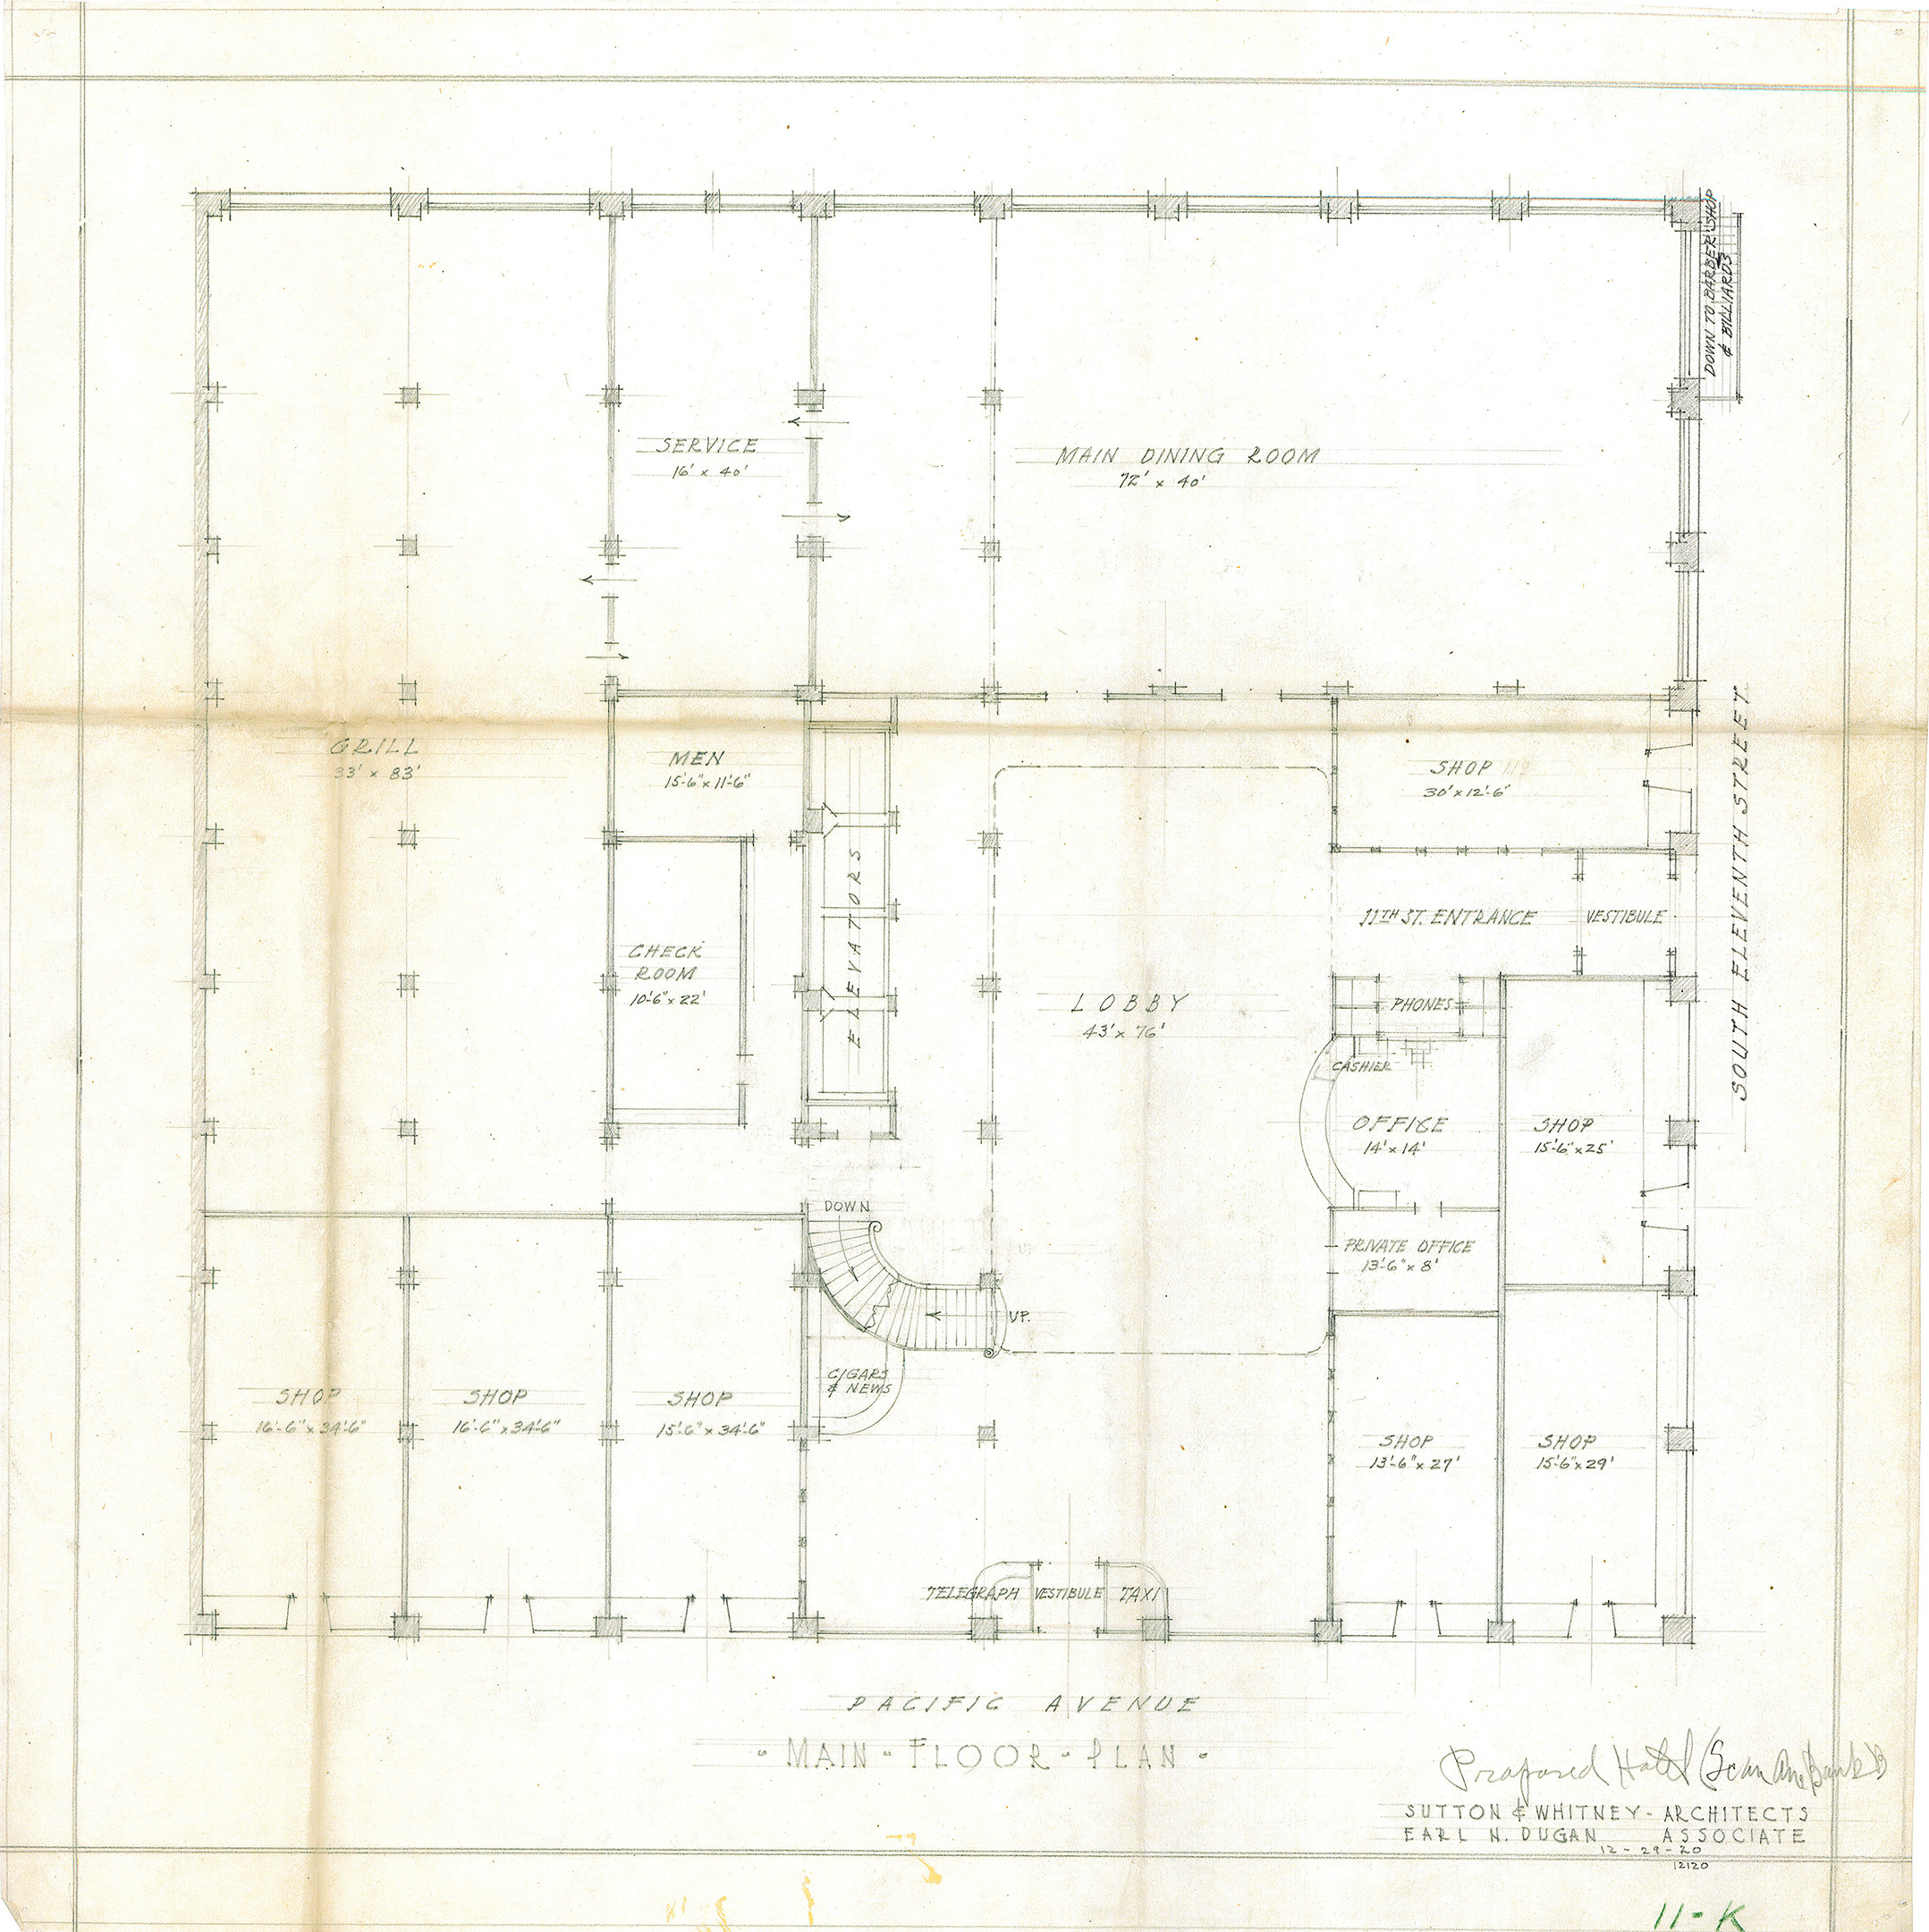 DOWN TO BARBER SHOP
& BILLIARDS
SERVICE
16' x 40'
MAIN DINING ROOM
72' x 40'
GRILL
33' x 83'
MEN
15'-6" x 11'-6"
SHOP
30' x 12'-6"
SOUTH ELEVENTH STREET
ELEVATORS
11TH ST. ENTRANCE
VESTIBULE
CHECK
ROOM
10'-6" x 22'
LOBBY
43' x 76'
PHONES
CASHIER
OFFICE
14' x 14'
SHOP
15'-6" x 25'
DOWN
PRIVATE OFFICE
13'-6" x 8'
UP.
CIGARS
& NEWS
SHOP
16'-6" x 34'-6"
SHOP
16'-6" x 34'-6"
SHOP
15'-6" x 34'-6"
SHOP
13'-6" x 27'
SHOP
15'-6" x 29'
TELEGRAPH
VESTIBULE
TAXI
PACIFIC AVENUE
MAIN - FLOOR - PLAN
Proposed Hotel (Scan Am Bank B
SUTTON & WHITNEY - ARCHITECTS
EARL N. DUGAN ASSOCIATE
12-29-20
12120
11-K